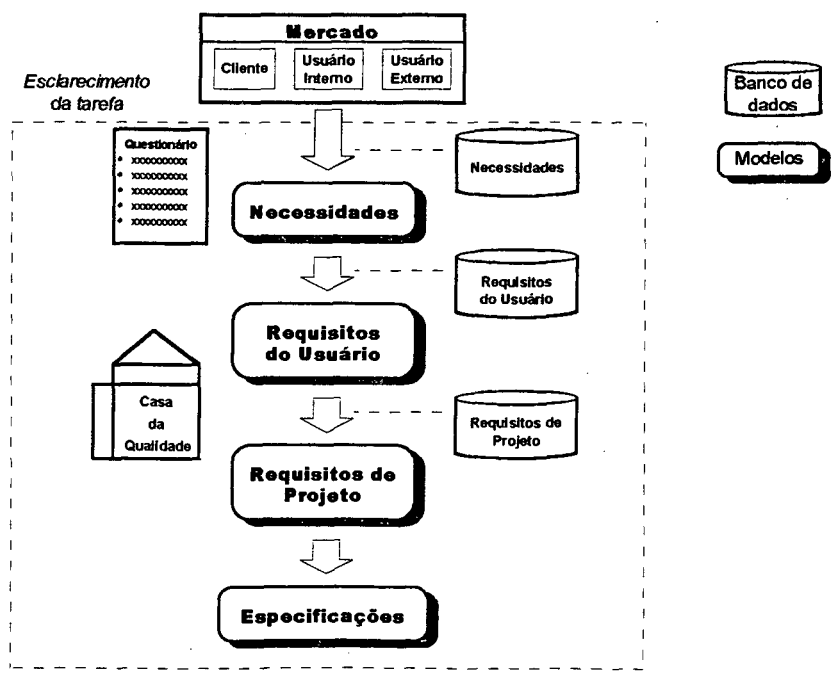 Mercado
Cliente
Usuário
Interno
Usuário
Externo
Esclarecimento
da tarefa
Banco de
dados
Modelos
Questionário
• xxxxxxxxxx
• xxxxxxxxxx
• xxxxxxxxxx
• xxxxxxxxxx
• xxxxxxxxxx
Necessidades
Necessidades
Requisitos
do Usuário
Requisitos
do Usuário
Casa
da
Qualidade
Requisitos de
Projeto
Requisitos de
Projeto
Especificações